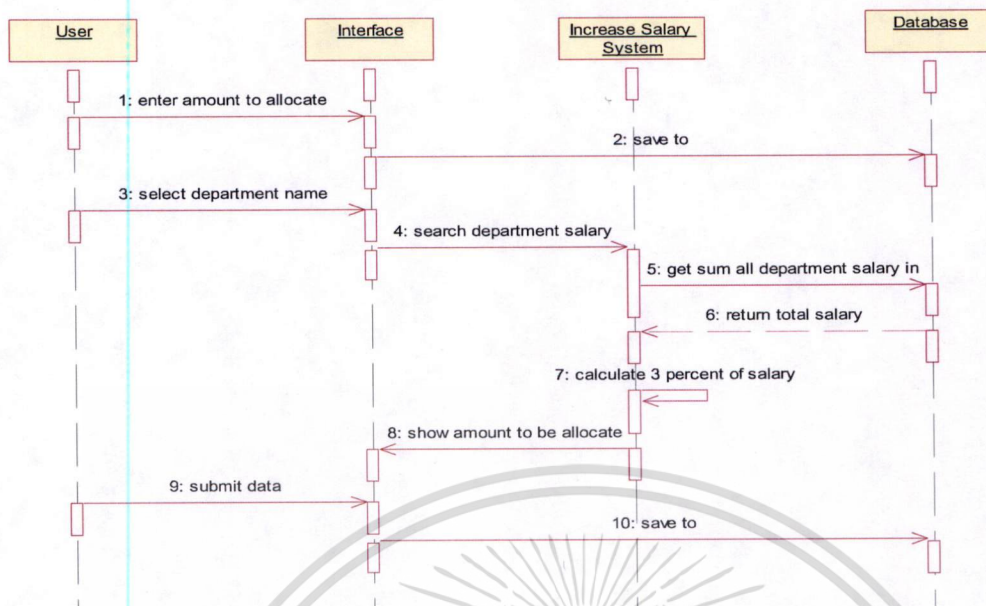 User
Interface
Increase Salary
System
Database
1: enter amount to allocate
2: save to
3: select department name
4: search department salary
5: get sum all department salary in
6: return total salary
7: calculate 3 percent of salary
8: show amount to be allocate
9: submit data
10: save to